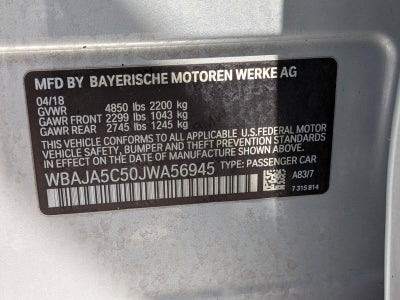 MFD BY BAYERISCHE MOTOREN WERKE AG
04/18
GVWR 4850 lbs 2200 kg
GAWR FRONT 2299 lbs 1043 kg
GAWR REAR 2745 lbs 1245 kg
THIS VEHICLE CONFORMS TO ALL APPLICABLE U.S.FEDERAL MOTOR
VEHICLE SAFETY, BUMPER AND THEFT PREVENTION STANDARDS
IN EFFECT ON THE DATE OF MANUFACTURE SHOWN ABOVE.
WBAJA5C50JWA56945 TYPE: PASSENGER CAR
A83/7
7 315 814